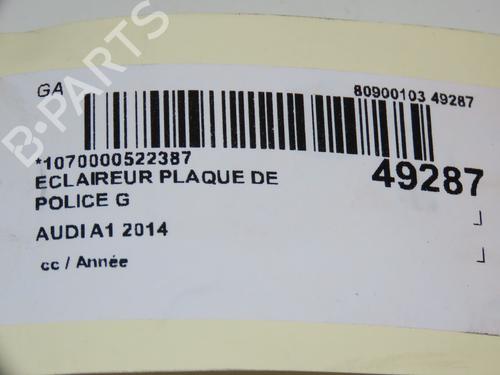 B-PARTS
GA
80900103 49287
*1070000522387
49287
ECLAIREUR PLAQUE DE
POLICE G
AUDI A1 2014
cc / Année